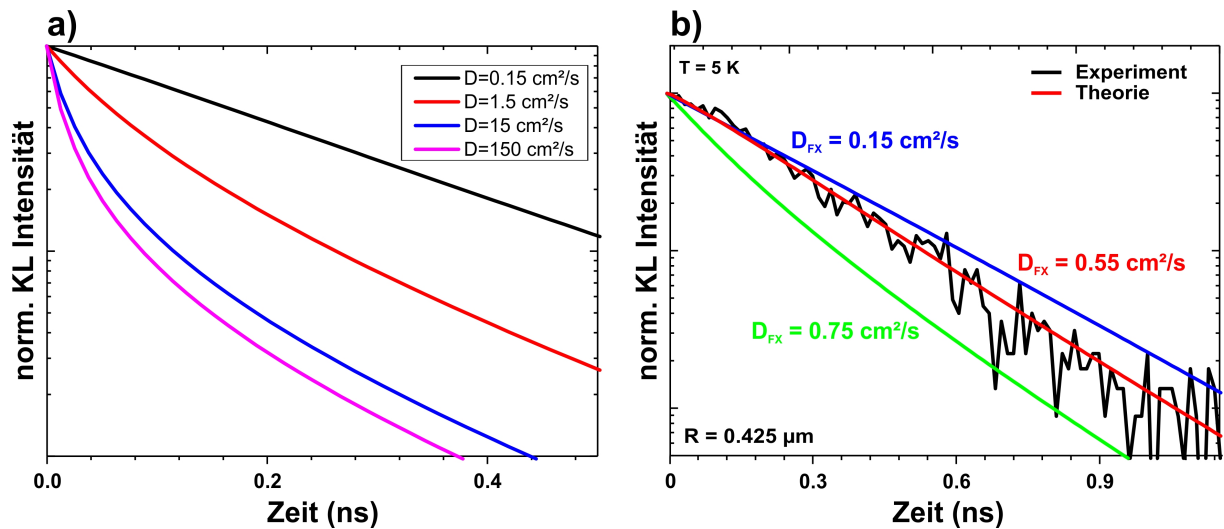 a)
norm. KL Intensität
D=0.15 cm²/s
D=1.5 cm²/s
D=15 cm²/s
D=150 cm²/s
0.0
0.2
0.4
Zeit (ns)
b)
norm. KL Intensität
T = 5 K
Experiment
Theorie
D_FX = 0.15 cm²/s
D_FX = 0.55 cm²/s
D_FX = 0.75 cm²/s
R = 0.425 µm
0
0.3
0.6
0.9
Zeit (ns)